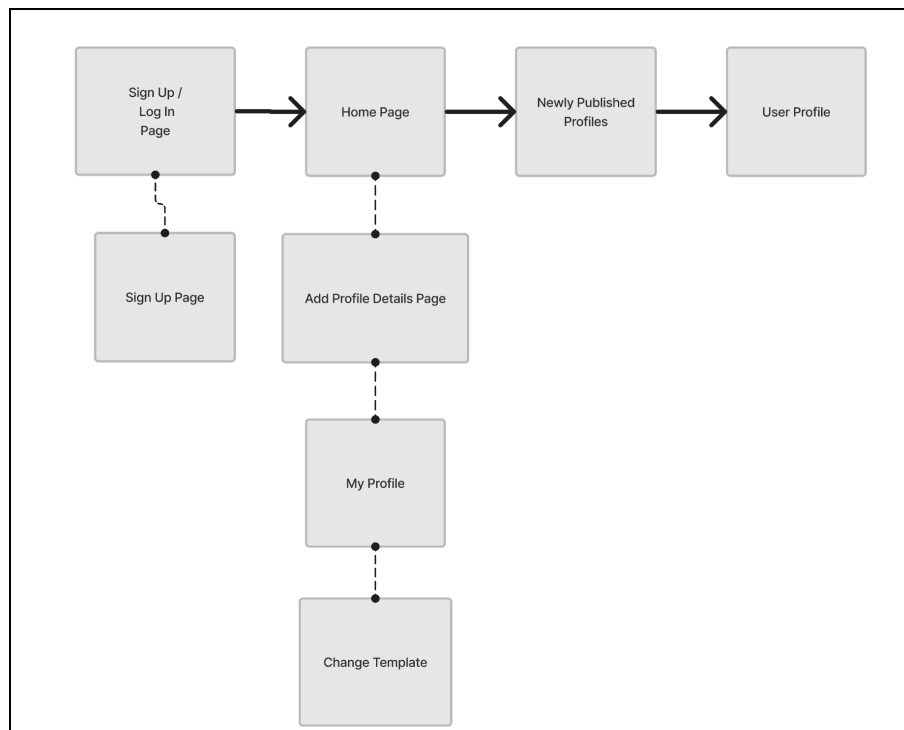 Sign Up /
Log In
Page
Home Page
Newly Published
Profiles
User Profile
Sign Up Page
Add Profile Details Page
My Profile
Change Template